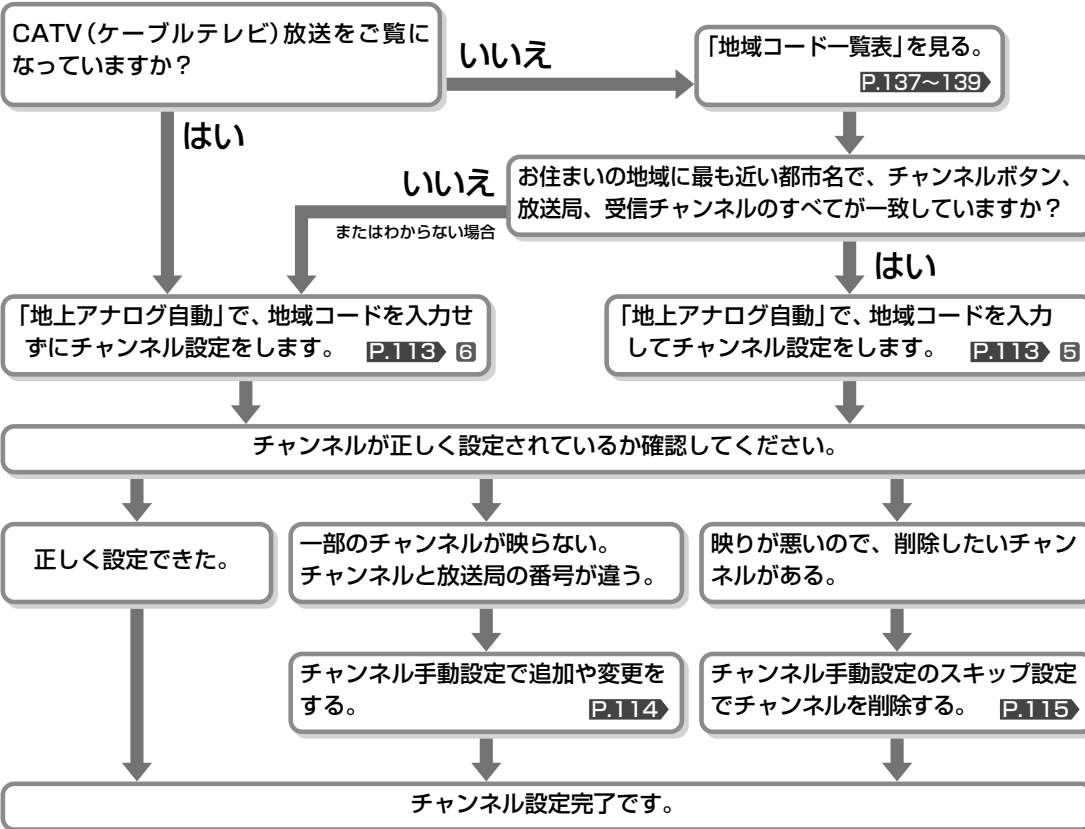 CATV（ケーブルテレビ）放送をご覧に
なっていますか？
いいえ
「地域コード一覧表」を見る。
P.137～139
はい
お住まいの地域に最も近い都市名で、チャンネルボタン、
放送局、受信チャンネルのすべてが一致していますか？
いいえ
またはわからない場合
はい
「地上アナログ自動」で、地域コードを入力せ
ずにチャンネル設定をします。 P.113 6
「地上アナログ自動」で、地域コードを入力
してチャンネル設定をします。 P.113 5
チャンネルが正しく設定されているか確認してください。
正しく設定できた。
一部のチャンネルが映らない。
チャンネルと放送局の番号が違う。
映りが悪いので、削除したいチャン
ネルがある。
チャンネル手動設定で追加や変更を
する。 P.114
チャンネル手動設定のスキップ設定
でチャンネルを削除する。 P.115
チャンネル設定完了です。